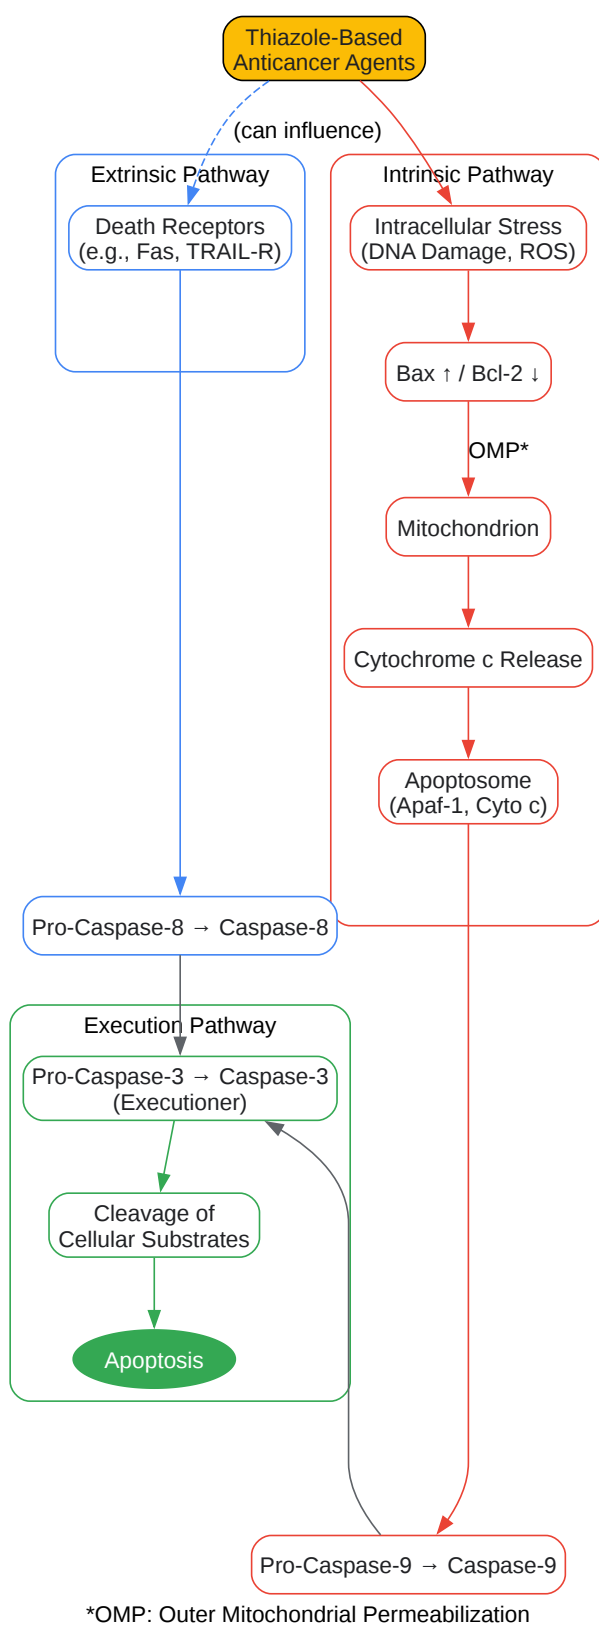 Thiazole-Based
Anticancer Agents
(can influence)
Extrinsic Pathway
Intrinsic Pathway
Death Receptors
(e.g., Fas, TRAIL-R)
Intracellular Stress
(DNA Damage, ROS)
Bax ↑ / Bcl-2 ↓
OMP*
Mitochondrion
Cytochrome c Release
Apoptosome
(Apaf-1, Cyto c)
Pro-Caspase-8 → Caspase-8
Execution Pathway
Pro-Caspase-3 → Caspase-3
(Executioner)
Cleavage of
Cellular Substrates
Apoptosis
Pro-Caspase-9 → Caspase-9
*OMP: Outer Mitochondrial Permeabilization